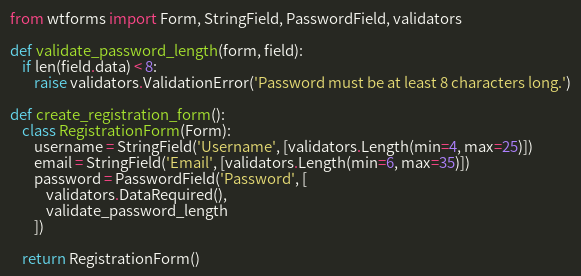 from wtforms import Form, StringField, PasswordField, validators

def validate_password_length(form, field):
    if len(field.data) < 8:
        raise validators.ValidationError('Password must be at least 8 characters long.')

def create_registration_form():
    class RegistrationForm(Form):
        username = StringField('Username', [validators.Length(min=4, max=25)])
        email = StringField('Email', [validators.Length(min=6, max=35)])
        password = PasswordField('Password', [
            validators.DataRequired(),
            validate_password_length
        ])

    return RegistrationForm()